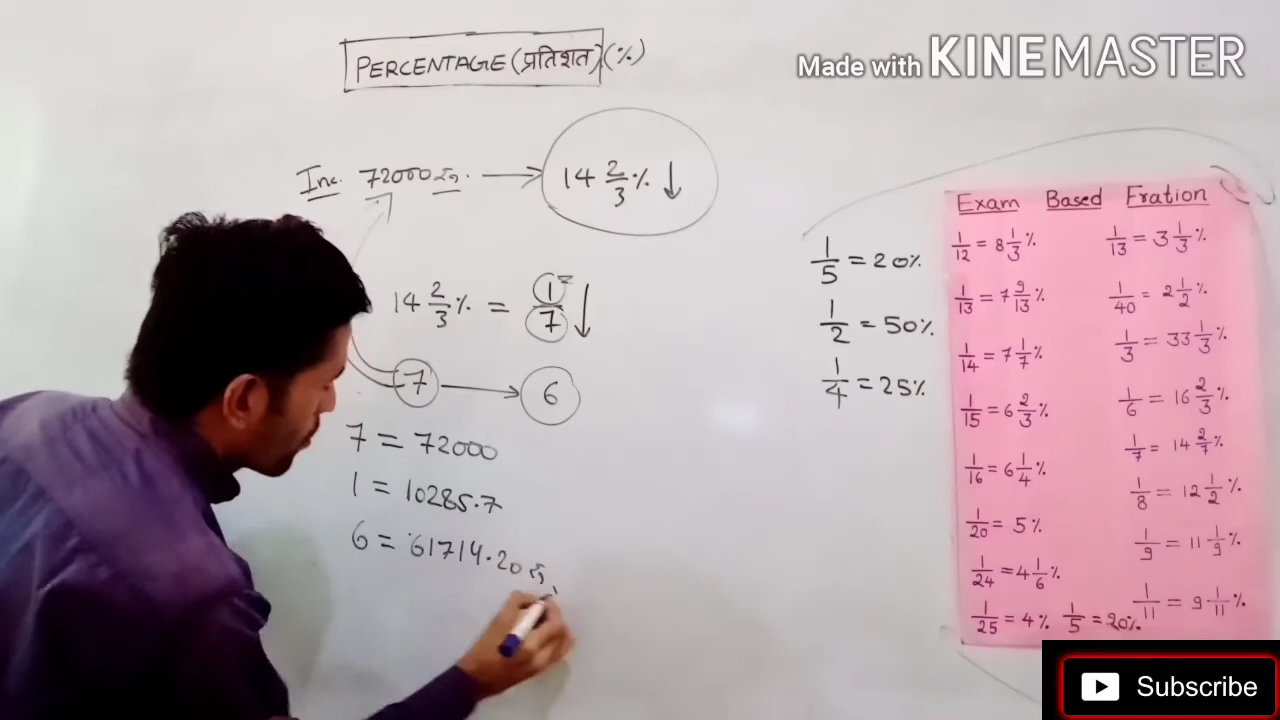 PERCENTAGE (प्रतिशत) (%)
Made with KINEMASTER
Inc. 72000 रु. → 14 2/3 % ↓
14 2/3 % = 1/7 ↓
7 → 6
7 = 72000
1 = 10285.7
6 = 61714.20 रु
1/5 = 20%
1/2 = 50%
1/4 = 25%
Exam Based Fration
1/12 = 8 1/3 %
1/13 = 7 9/13 %
1/14 = 7 1/7 %
1/15 = 6 2/3 %
1/16 = 6 1/4 %
1/20 = 5 %
1/24 = 4 1/6 %
1/25 = 4 %
1/5 = 20%
1/13 = 3 1/3 %
1/40 = 2 1/2 %
1/3 = 33 1/3 %
1/6 = 16 2/3 %
1/7 = 14 2/7 %
1/8 = 12 1/2 %
1/9 = 11 1/9 %
1/11 = 9 1/11 %
Subscribe